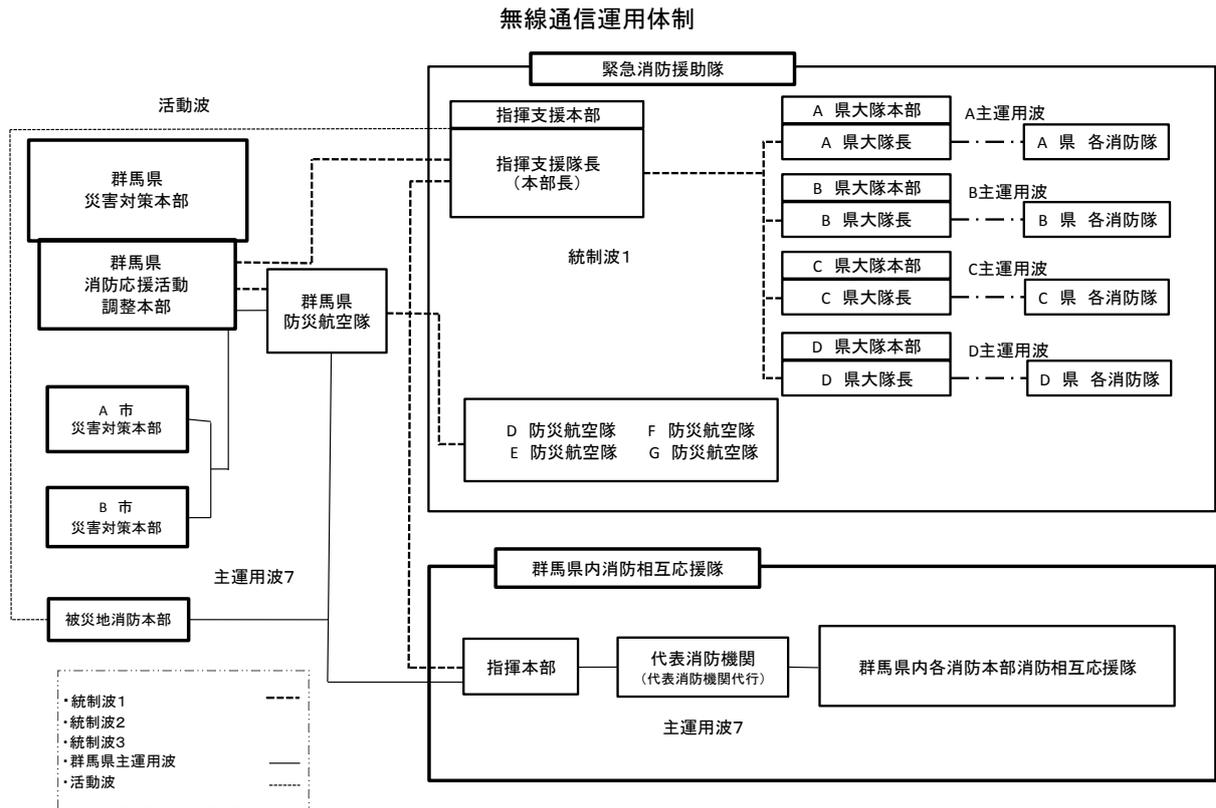 無線通信運用体制
緊急消防援助隊
活動波
指揮支援本部
指揮支援隊長
（本部長）
統制波1
A 県大隊本部
A 県大隊長
A主運用波
A 県 各消防隊
B 県大隊本部
B 県大隊長
B主運用波
B 県 各消防隊
C 県大隊本部
C 県大隊長
C主運用波
C 県 各消防隊
D 県大隊本部
D 県大隊長
D主運用波
D 県 各消防隊
群馬県
災害対策本部
群馬県
消防応援活動
調整本部
群馬県
防災航空隊
D 防災航空隊 F 防災航空隊
E 防災航空隊 G 防災航空隊
A 市
災害対策本部
B 市
災害対策本部
主運用波7
被災地消防本部
群馬県内消防相互応援隊
指揮本部
代表消防機関
（代表消防機関代行）
群馬県内各消防本部消防相互応援隊
主運用波7
・統制波1
・統制波2
・統制波3
・群馬県主運用波
・活動波